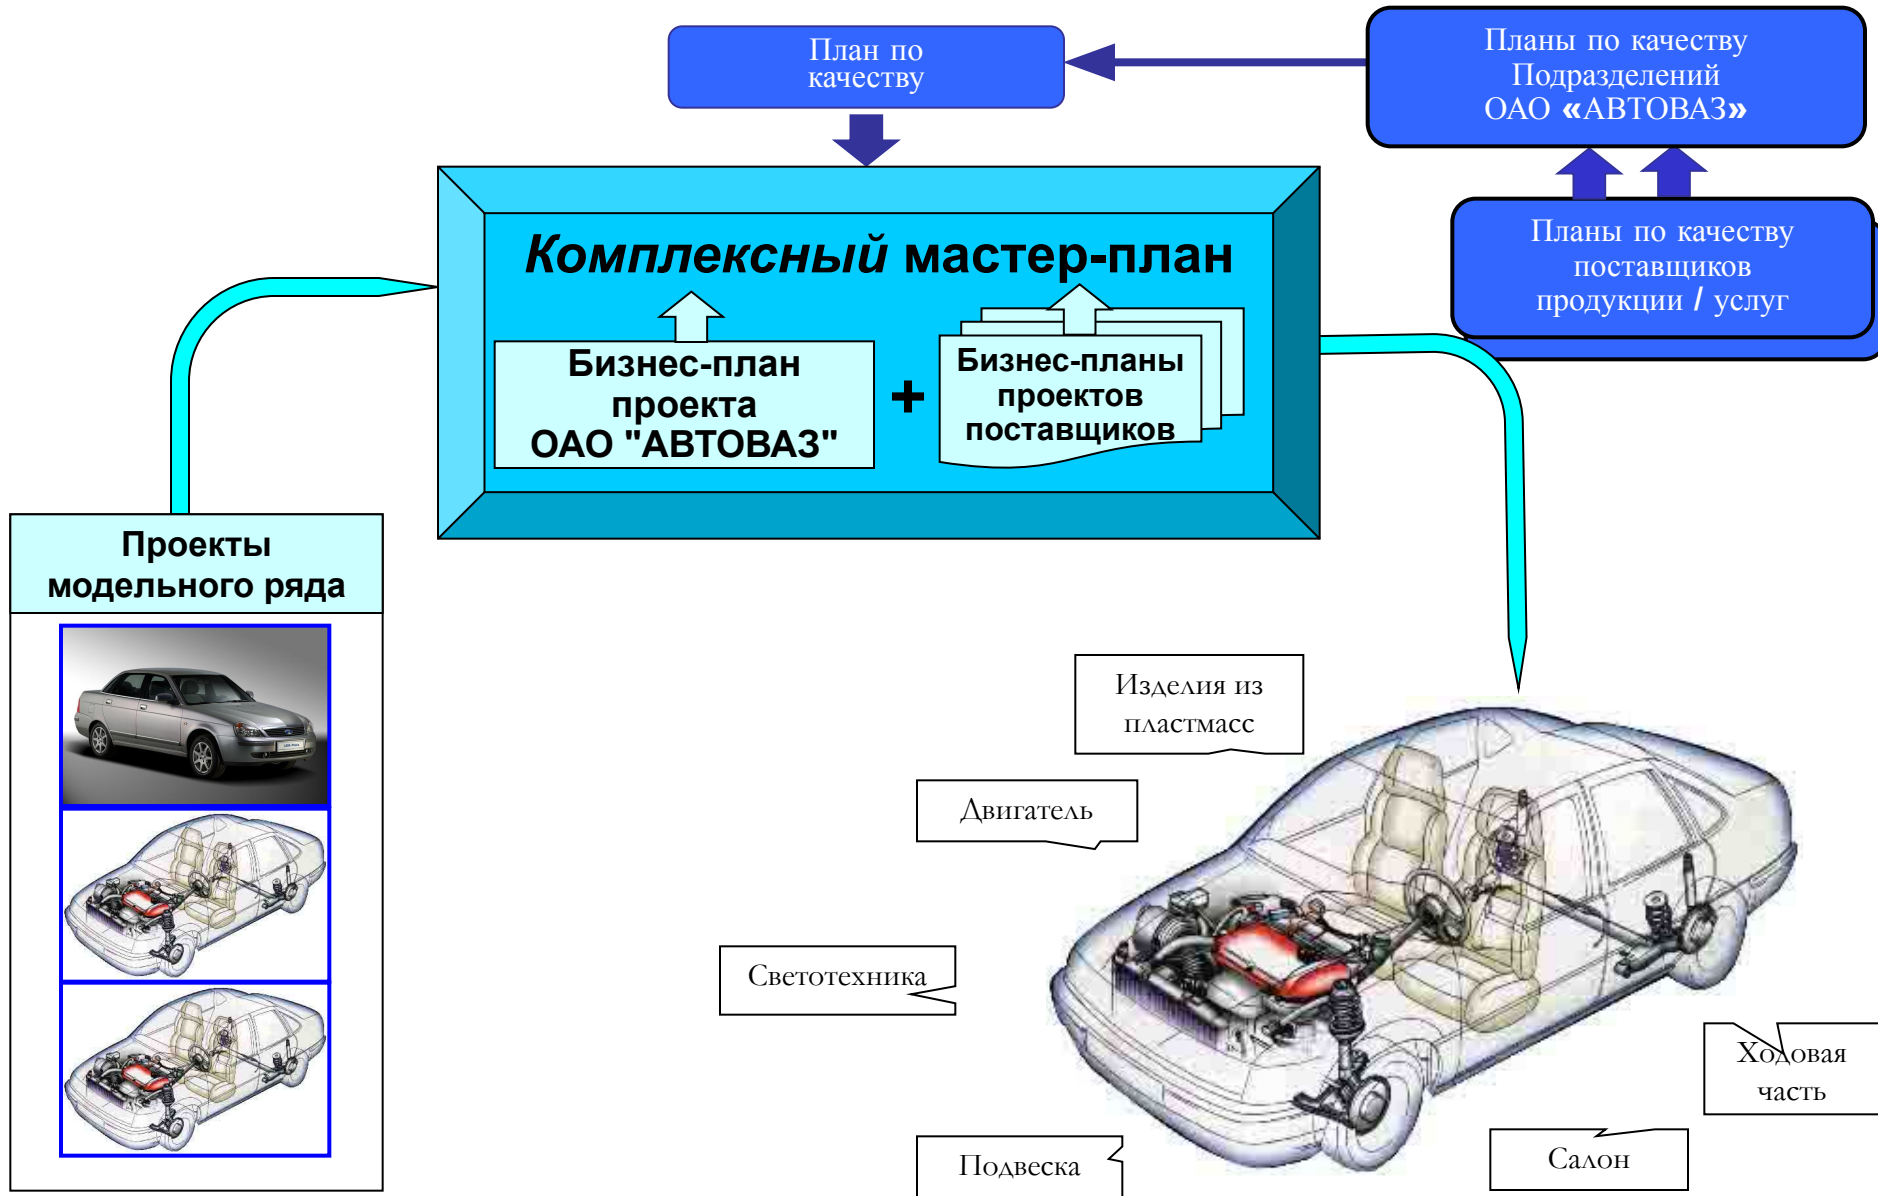 План по
качеству
Планы по качеству
Подразделений
ОАО «АВТОВАЗ»
Планы по качеству
поставщиков
продукции / услуг
Комплексный мастер-план
Бизнес-план
проекта
ОАО "АВТОВАЗ"
+
Бизнес-планы
проектов
поставщиков
Проекты
модельного ряда
Изделия из
пластмасс
Двигатель
Светотехника
Ходовая
часть
Подвеска
Салон